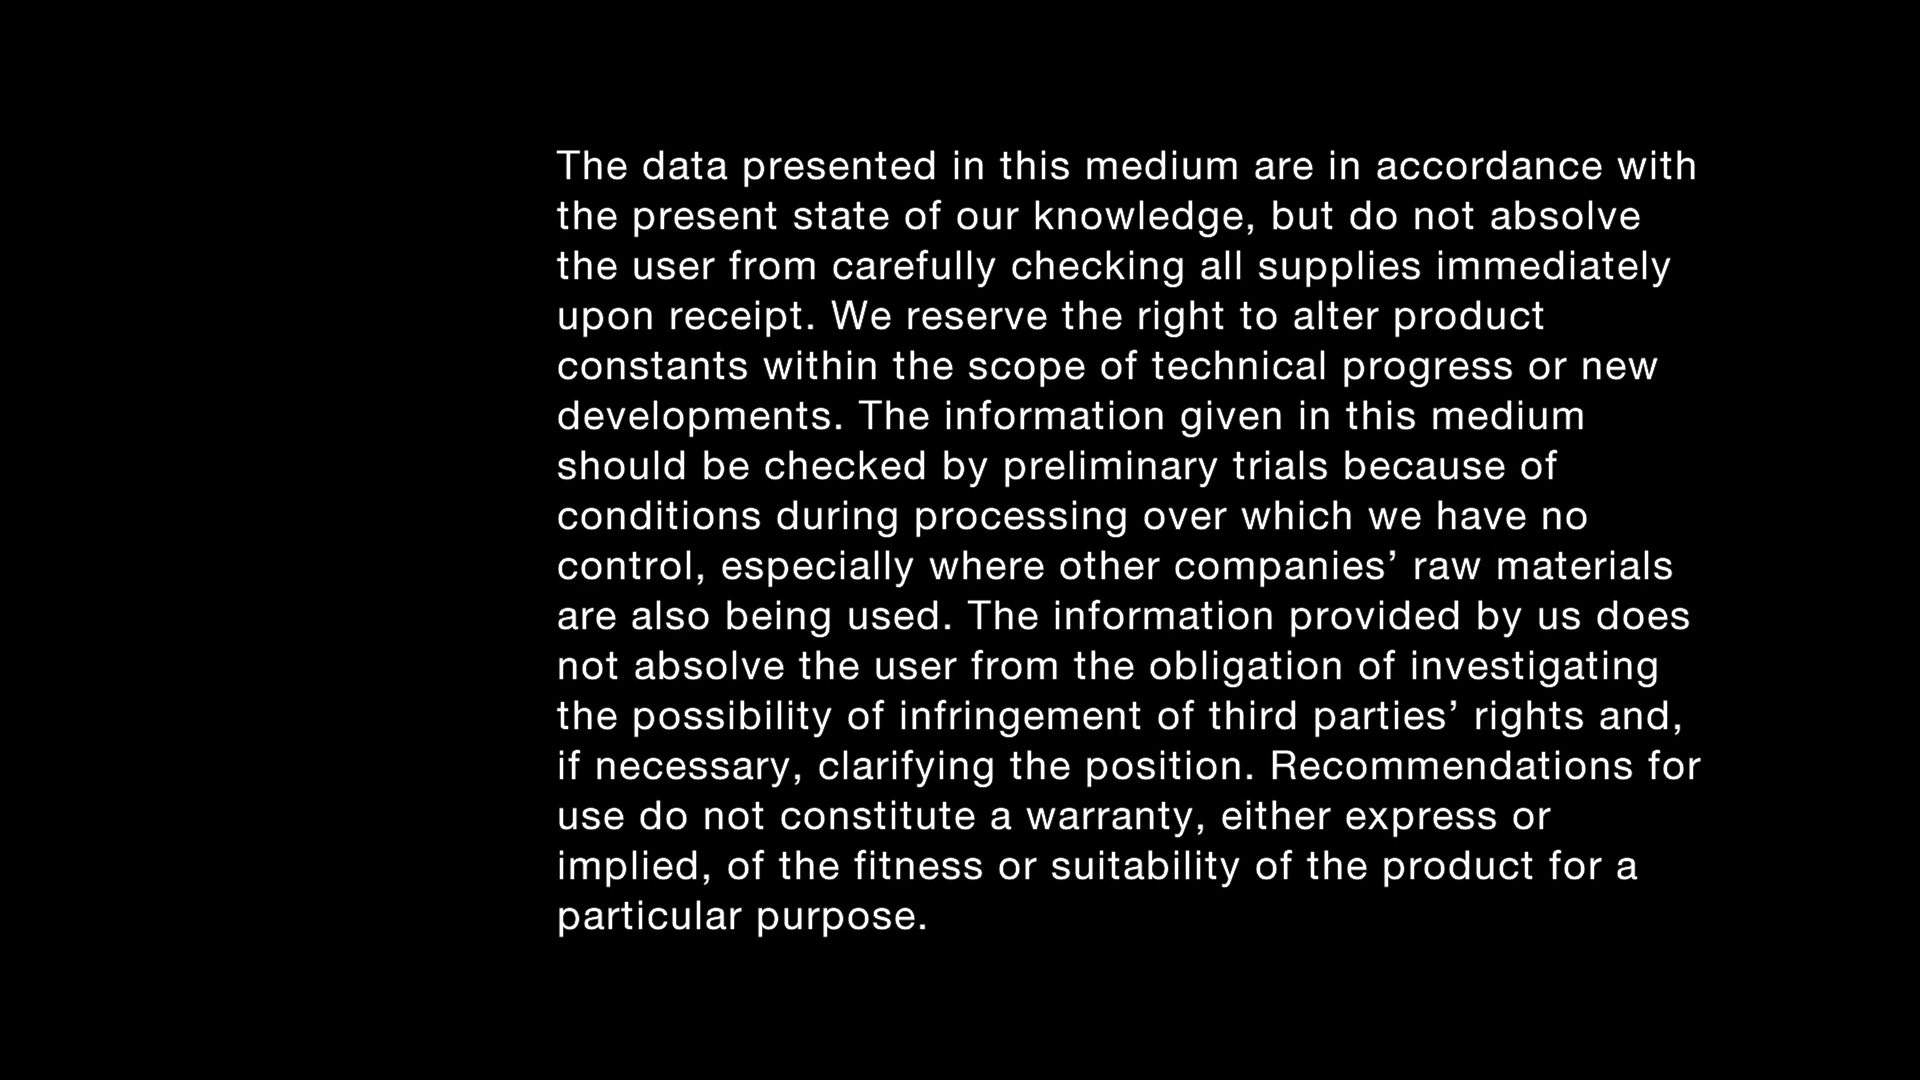 The data presented in this medium are in accordance with
the present state of our knowledge, but do not absolve
the user from carefully checking all supplies immediately
upon receipt. We reserve the right to alter product
constants within the scope of technical progress or new
developments. The information given in this medium
should be checked by preliminary trials because of
conditions during processing over which we have no
control, especially where other companies’ raw materials
are also being used. The information provided by us does
not absolve the user from the obligation of investigating
the possibility of infringement of third parties’ rights and,
if necessary, clarifying the position. Recommendations for
use do not constitute a warranty, either express or
implied, of the fitness or suitability of the product for a
particular purpose.